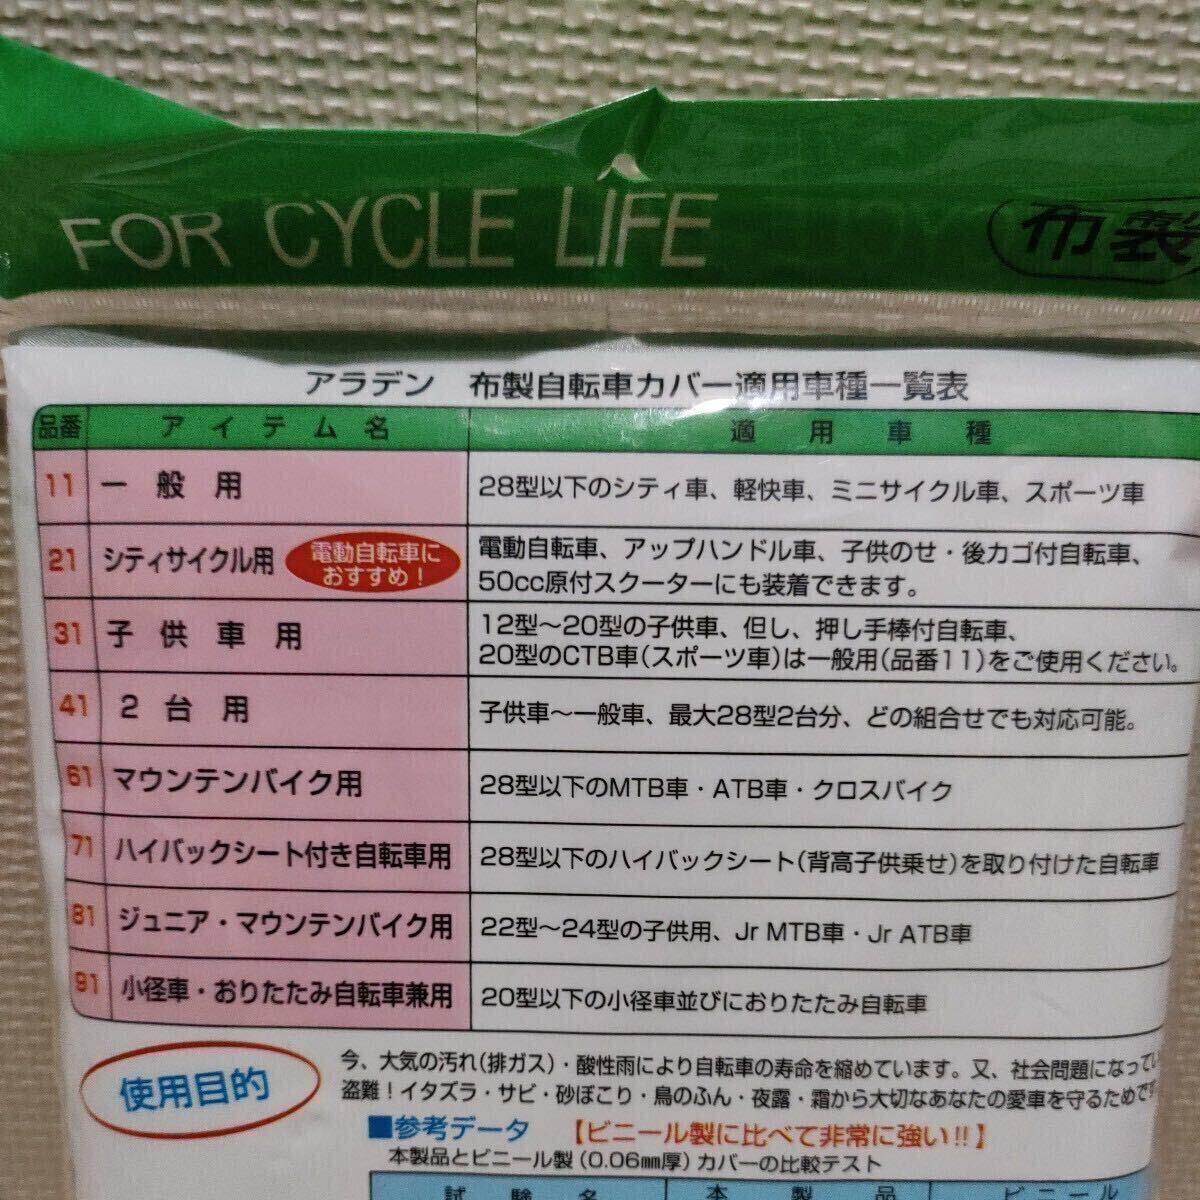 FOR CYCLE LIFE
布製
アラデン 布製自転車カバー適用車種一覧表
品番 アイテム名 適用車種
11 一般用 28型以下のシティ車、軽快車、ミニサイクル車、スポーツ車
21 シティサイクル用 電動自転車に
おすすめ!
電動自転車、アップハンドル車、子供のせ・後カゴ付自転車、
50cc原付スクーターにも装着できます。
31 子供車用 12型〜20型の子供車、但し、押し手棒付自転車、
20型のCTB車(スポーツ車)は一般用(品番11)をご使用ください。
41 2台用 子供車〜一般車、最大28型2台分、どの組合せでも対応可能。
61 マウンテンバイク用 28型以下のMTB車・ATB車・クロスバイク
71 ハイバックシート付き自転車用 28型以下のハイバックシート(背高子供乗せ)を取り付けた自転車
81 ジュニア・マウンテンバイク用 22型〜24型の子供用、Jr MTB車・Jr ATB車
91 小径車・おりたたみ自転車兼用 20型以下の小径車並びにおりたたみ自転車
使用目的
今、大気の汚れ(排ガス)・酸性雨により自転車の寿命を縮めています。又、社会問題になってい
盗難!イタズラ・サビ・砂ぼこり・鳥のふん・夜露・霜から大切なあなたの愛車を守るためです
■参考データ 【ビニール製に比べて非常に強い!!】
本製品とビニール製(0.06mm厚)カバーの比較テスト
試験名 本製品 ビニール